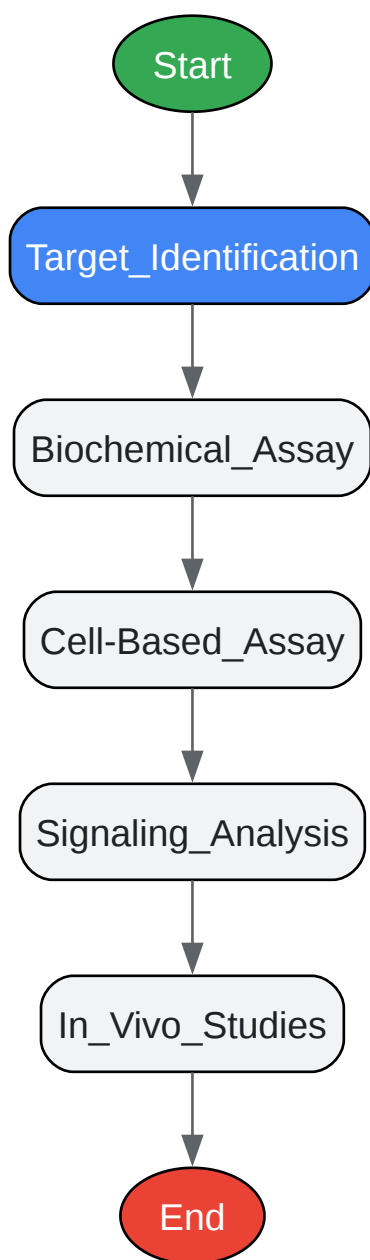 Start
Target_Identification
Biochemical_Assay
Cell-Based_Assay
Signaling_Analysis
In_Vivo_Studies
End